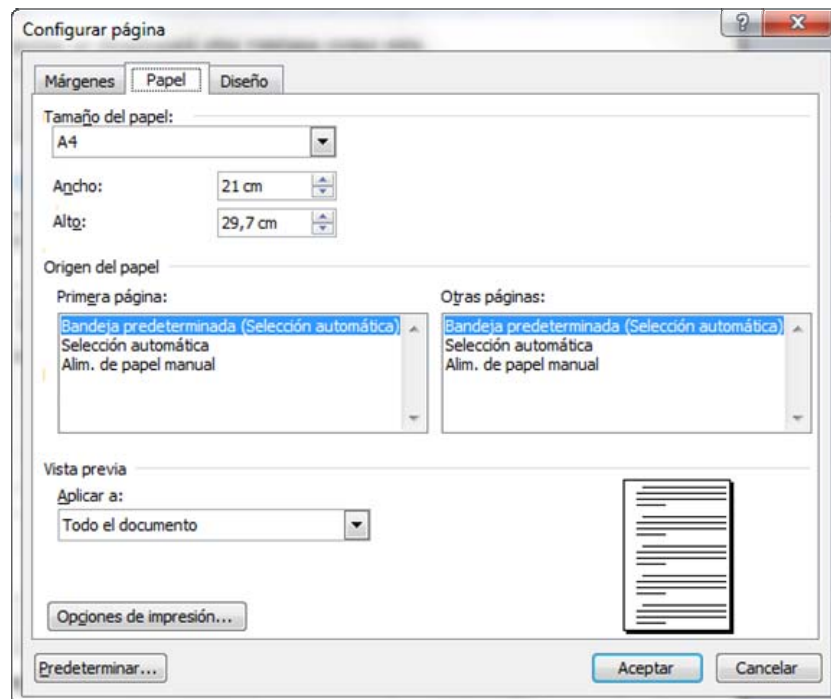 Configurar página
Márgenes Papel Diseño
Tamaño del papel:
A4
Ancho: 21 cm
Alto: 29,7 cm
Origen del papel
Primera página: Otras páginas:
Bandeja predeterminada (Selección automática) Bandeja predeterminada (Selección automática)
Selección automática Selección automática
Alim. de papel manual Alim. de papel manual
Vista previa
Aplicar a:
Todo el documento
Opciones de impresión...
Predeterminar... Aceptar Cancelar